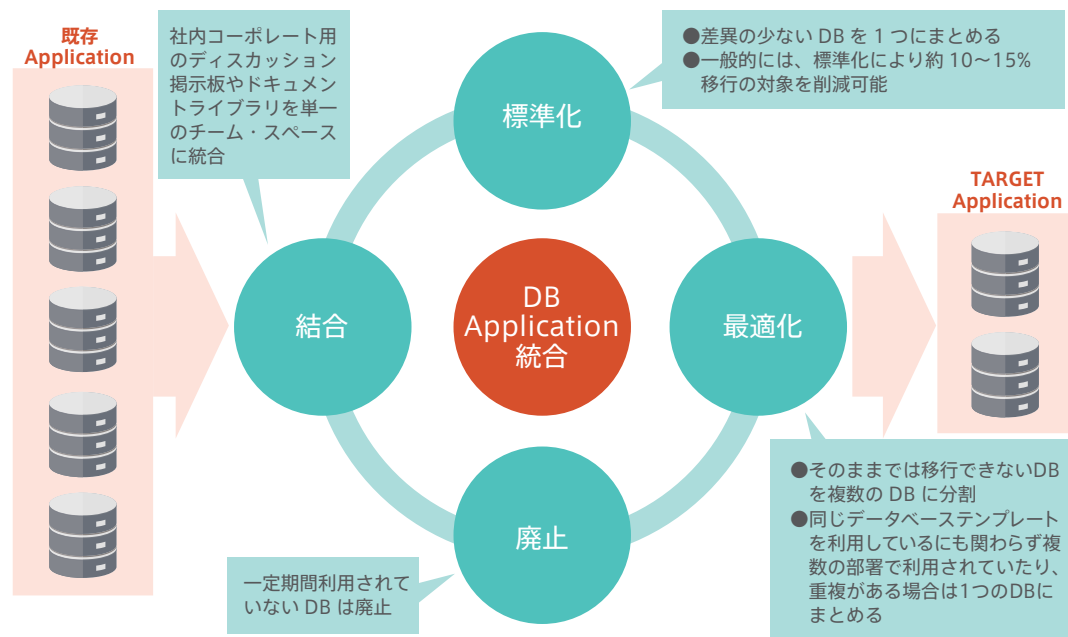 既存
Application
社内コーポレート用
のディスカッション
掲示板やドキュメン
トライブラリを単一
のチーム・スペース
に統合
標準化
●差異の少ない DB を 1 つにまとめる
●一般的には、標準化により約 10～15%
移行の対象を削減可能
TARGET
Application
結合
DB
Application
統合
最適化
廃止
一定期間利用されて
いない DB は廃止
●そのままでは移行できないDB
を複数の DB に分割
●同じデータベーステンプレート
を利用しているにも関わらず複
数の部署で利用されていたり、
重複がある場合は1つのDBに
まとめる